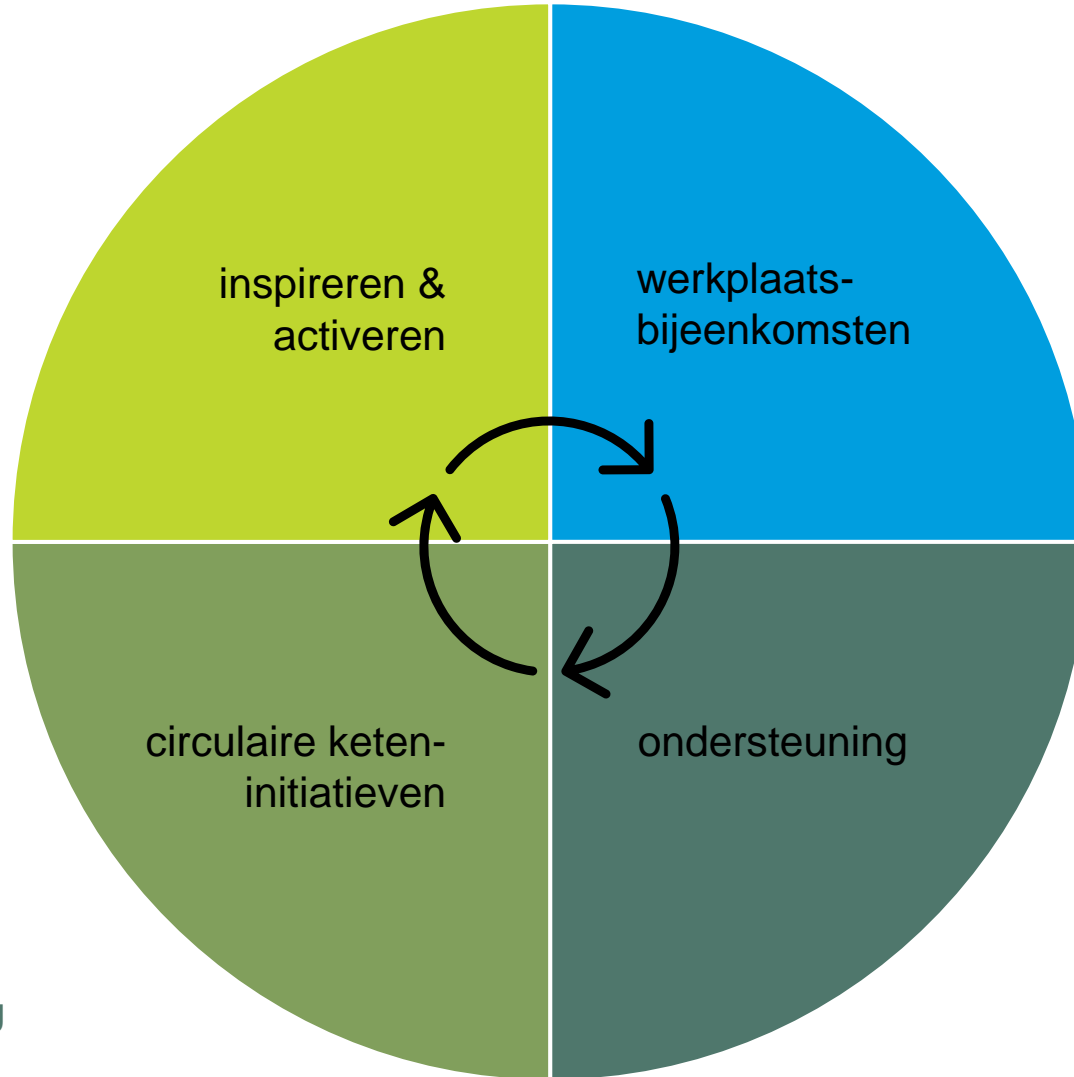 inspireren &
activeren
werkplaats-
bijeenkomsten
circulaire keten-
initiatieven
ondersteuning